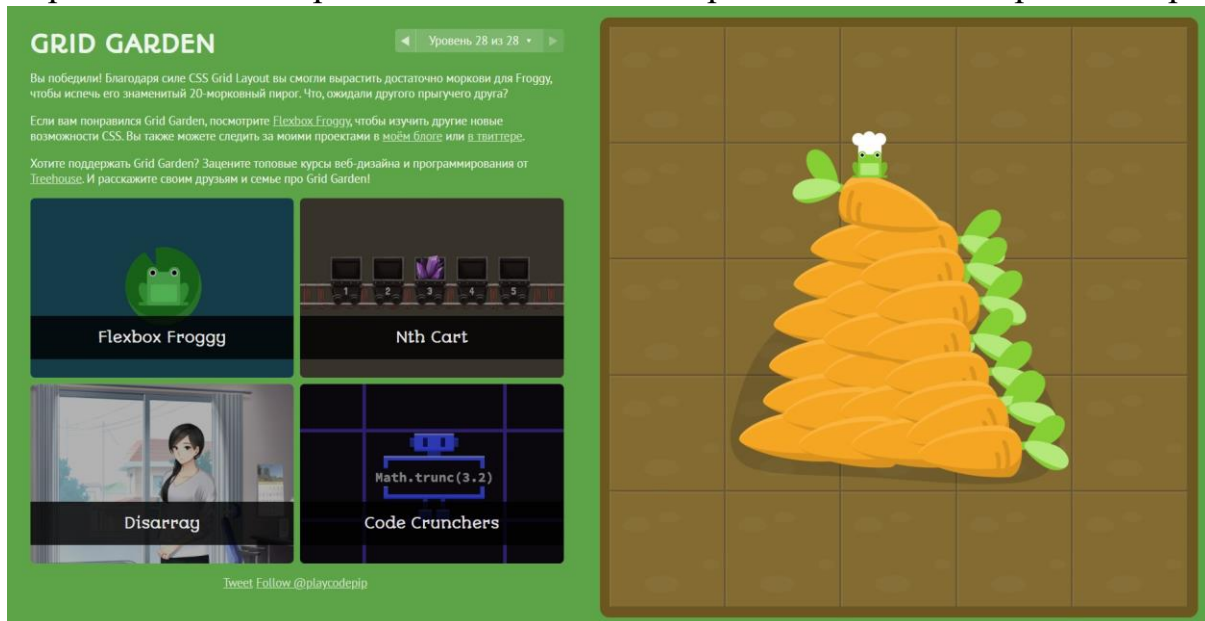 GRID GARDEN
Уровень 28 из 28
Вы победили! Благодаря силе CSS Grid Layout вы смогли вырастить достаточно моркови для Froggy,
чтобы испечь его знаменитый 20-морковный пирог. Что, ожидали другого прыгучего друга?
Если вам понравился Grid Garden, посмотрите Flexbox Froggy, чтобы изучить другие новые
возможности CSS. Вы также можете следить за моими проектами в моём блоге или в твиттере.
Хотите поддержать Grid Garden? Зацените топовые курсы веб-дизайна и программирования от
Treehouse. И расскажите своим друзьям и семье про Grid Garden!
1 2 3 4 5
Flexbox Froggy
Nth Cart
Math.trunc(3.2)
Disarray
Code Crunchers
Tweet Follow @playcodepip